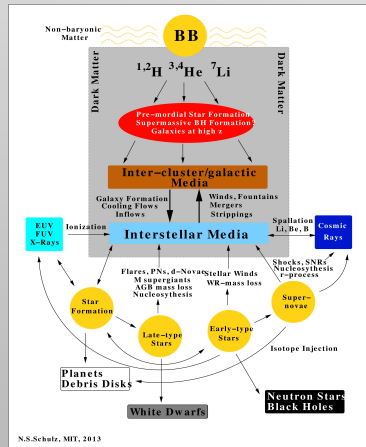 Non-baryonic
Matter
BB
Dark Matter
Dark Matter
1,2H 3,4He 7Li
Pre-mordial Star Formation?
Supermassive BH Formation?
Galaxies at high z
Inter-cluster/galactic
Media
Galaxy Formation
Cooling Flows
Inflows
Winds, Fountains
Mergers
Strippings
EUV
FUV
X-Rays
Ionization
Interstellar Media
Spallation
Li, Be, B
Cosmic
Rays
Flares, PNs, d-Novae
M supergiants
AGB mass loss
Nucleosythesis
Stellar Winds
WR-mass loss
Shocks, SNRs
Nucleosythesis
r-process
Star
Formation
Late-type
Stars
Early-type
Stars
Super-
novae
Isotope Injection
Planets
Debris Disks
White Dwarfs
Neutron Stars
Black Holes
N.S.Schulz, MIT, 2013